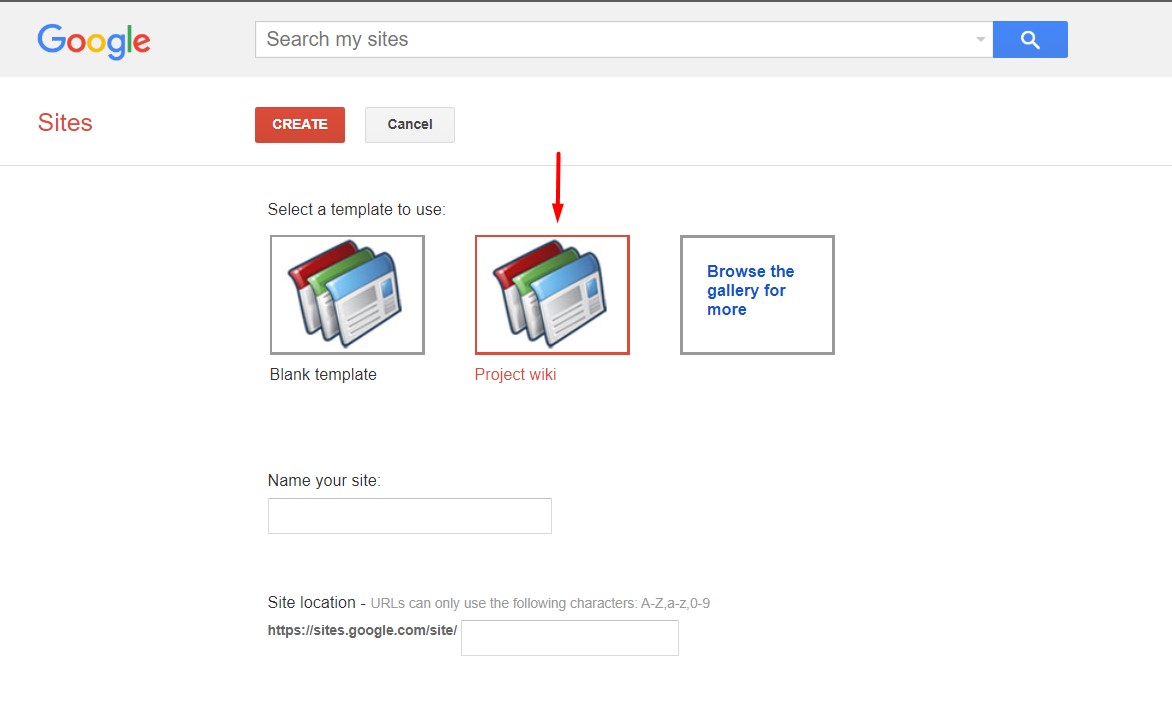 Google
Search my sites
Sites
CREATE
Cancel
Select a template to use:
Browse the
gallery for
more
Blank template
Project wiki
Name your site:
Site location - URLs can only use the following characters: A-Z,a-z,0-9
https://sites.google.com/site/